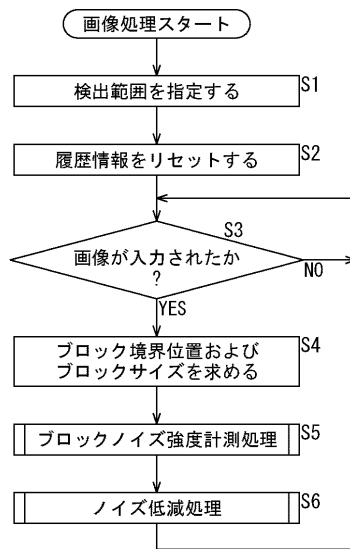 画像処理スタート
S1
検出範囲を指定する
S2
履歴情報をリセットする
S3
画像が入力されたか
?
NO
YES
S4
ブロック境界位置および
ブロックサイズを求める
S5
ブロックノイズ強度計測処理
S6
ノイズ低減処理